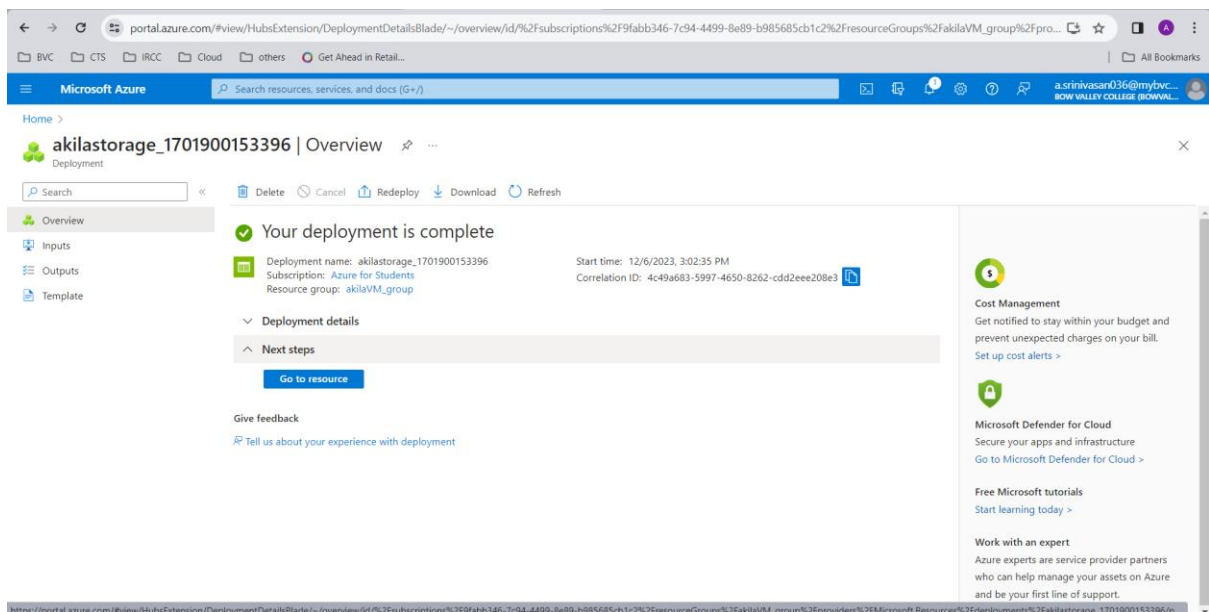 portal.azure.com/#view/HubsExtension/DeploymentDetailsBlade/~/overview/id/%2Fsubscriptions%2F9fabb346-7c94-4499-8e89-b985685cb1c2%2FresourceGroups%2FakilaVM_group%2Fpro...
A
BVC CTS IRCC Cloud others Get Ahead in Retail... All Bookmarks
Microsoft Azure Search resources, services, and docs (G+/) 1 a.srinivasan036@mybvc...
BOW VALLEY COLLEGE (BOWVAL...
Home >
akilastorage_1701900153396 | Overview
Deployment
Search Delete Cancel Redeploy Download Refresh
Overview
Inputs
Outputs
Template
Your deployment is complete
Deployment name: akilastorage_1701900153396 Start time: 12/6/2023, 3:02:35 PM
Subscription: Azure for Students Correlation ID: 4c49a683-5997-4650-8262-cdd2eee208e3
Resource group: akilaVM_group
Deployment details
Next steps
Go to resource
Give feedback
Tell us about your experience with deployment
Cost Management
Get notified to stay within your budget and
prevent unexpected charges on your bill.
Set up cost alerts >
Microsoft Defender for Cloud
Secure your apps and infrastructure
Go to Microsoft Defender for Cloud >
Free Microsoft tutorials
Start learning today >
Work with an expert
Azure experts are service provider partners
who can help manage your assets on Azure
and be your first line of support.